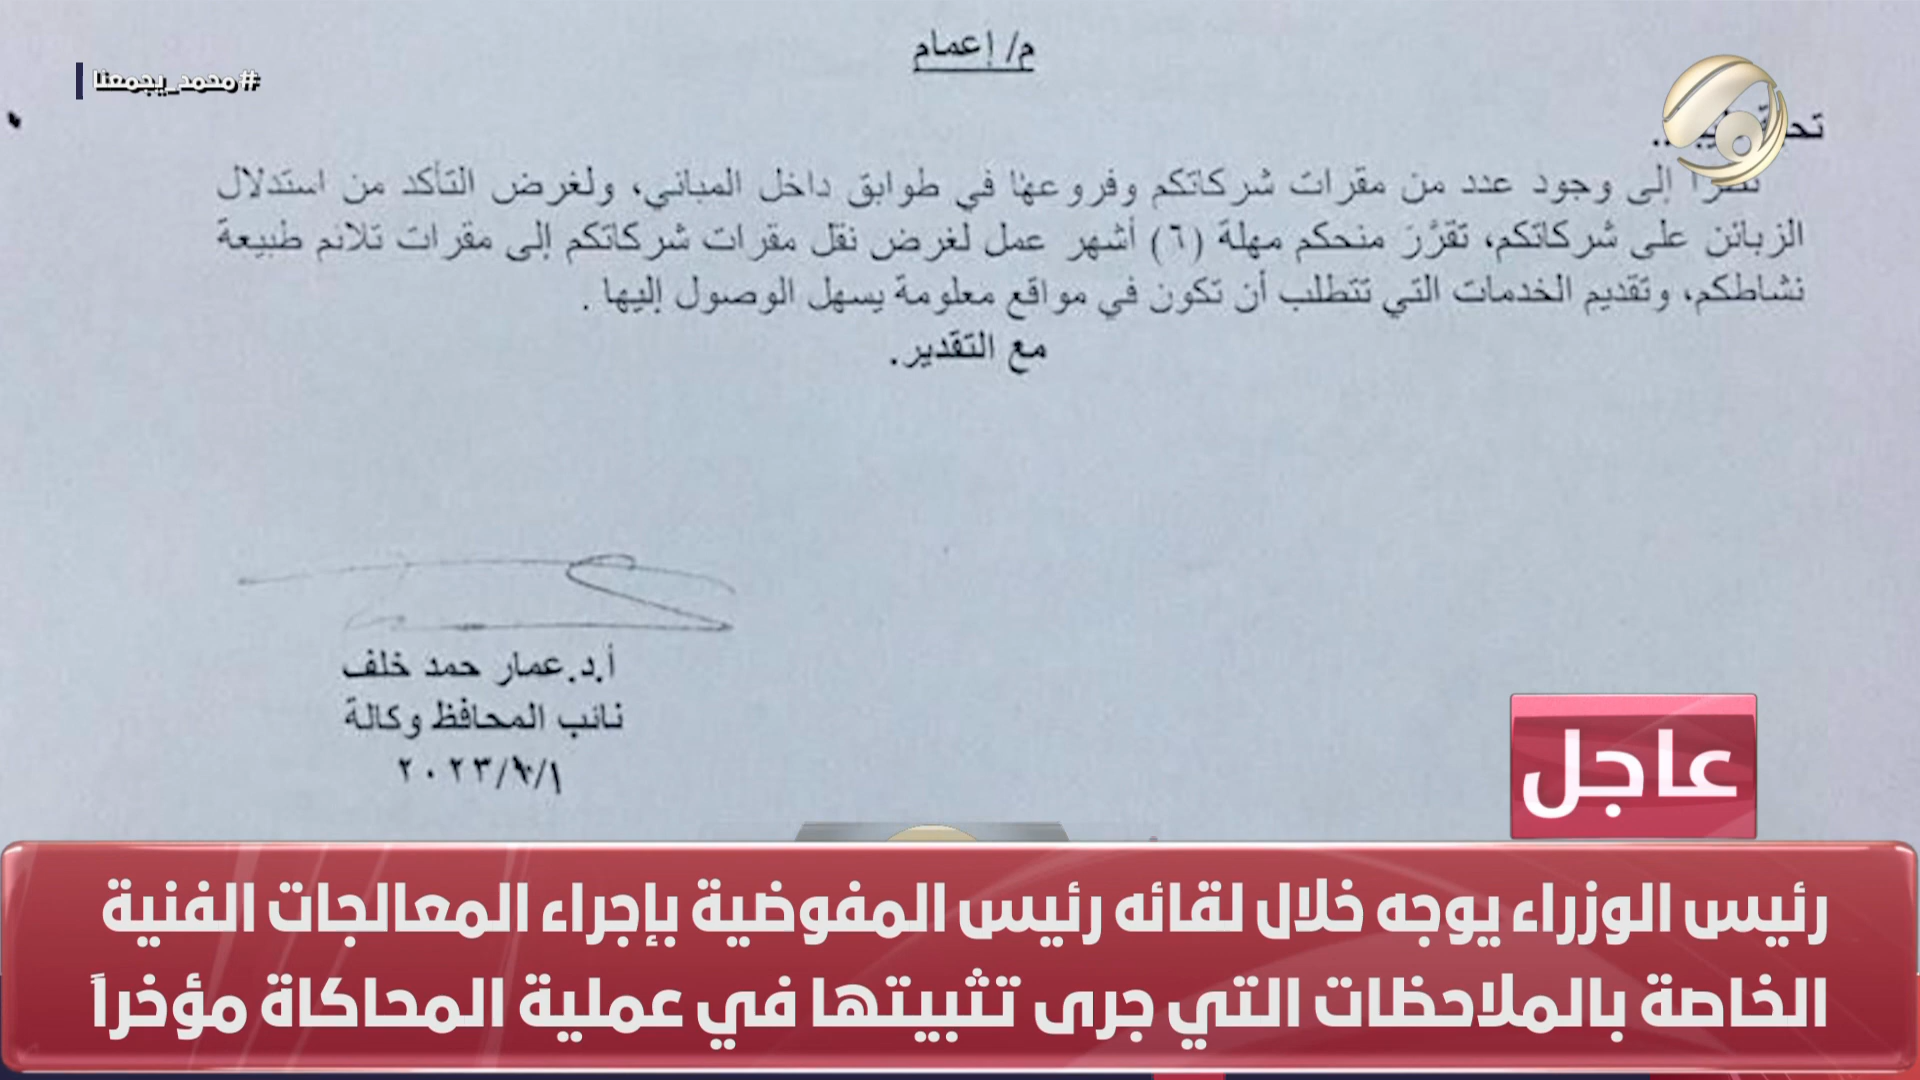 م/ إعمام
#محمد_يجمعنا
نظراً إلى وجود عدد من مقرات شركاتكم وفروعها في طوابق داخل المباني، ولغرض التأكد من استدلال
الزبائن على شركاتكم، تقرَّرَ منحكم مهلة (٦) أشهر عمل لغرض نقل مقرات شركاتكم إلى مقرات تلائم طبيعة
نشاطكم، وتقديم الخدمات التي تتطلب أن تكون في مواقع معلومة يسهل الوصول إليها .
مع التقدير.
أ.د.عمار حمد خلف
نائب المحافظ وكالة
٢٠٢٣/١٠/١
عاجل
رئيس الوزراء يوجه خلال لقائه رئيس المفوضية بإجراء المعالجات الفنية
الخاصة بالملاحظات التي جرى تثبيتها في عملية المحاكاة مؤخراً